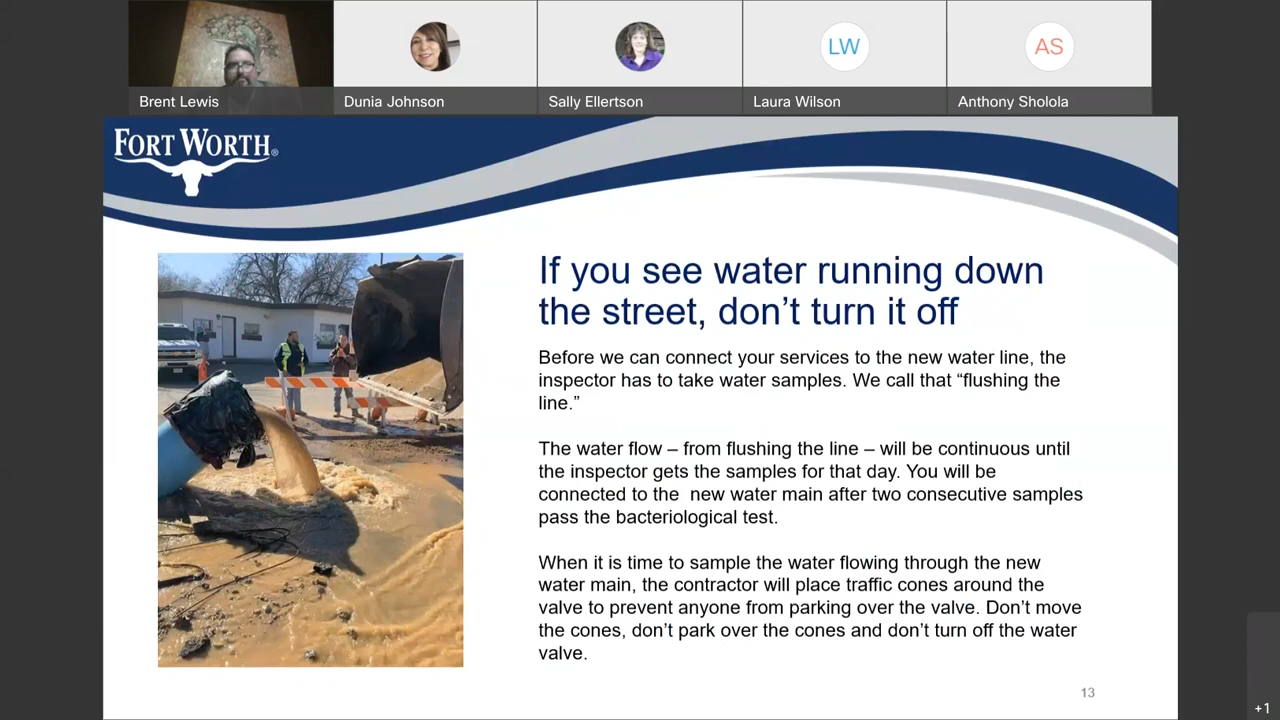 Brent Lewis
Dunia Johnson
Sally Ellertson
LW
Laura Wilson
AS
Anthony Sholola
FORT WORTH®
If you see water running down
the street, don’t turn it off
Before we can connect your services to the new water line, the
inspector has to take water samples. We call that “flushing the
line.”
The water flow – from flushing the line – will be continuous until
the inspector gets the samples for that day. You will be
connected to the  new water main after two consecutive samples
pass the bacteriological test.
When it is time to sample the water flowing through the new
water main, the contractor will place traffic cones around the
valve to prevent anyone from parking over the valve. Don’t move
the cones, don’t park over the cones and don’t turn off the water
valve.
13
+1